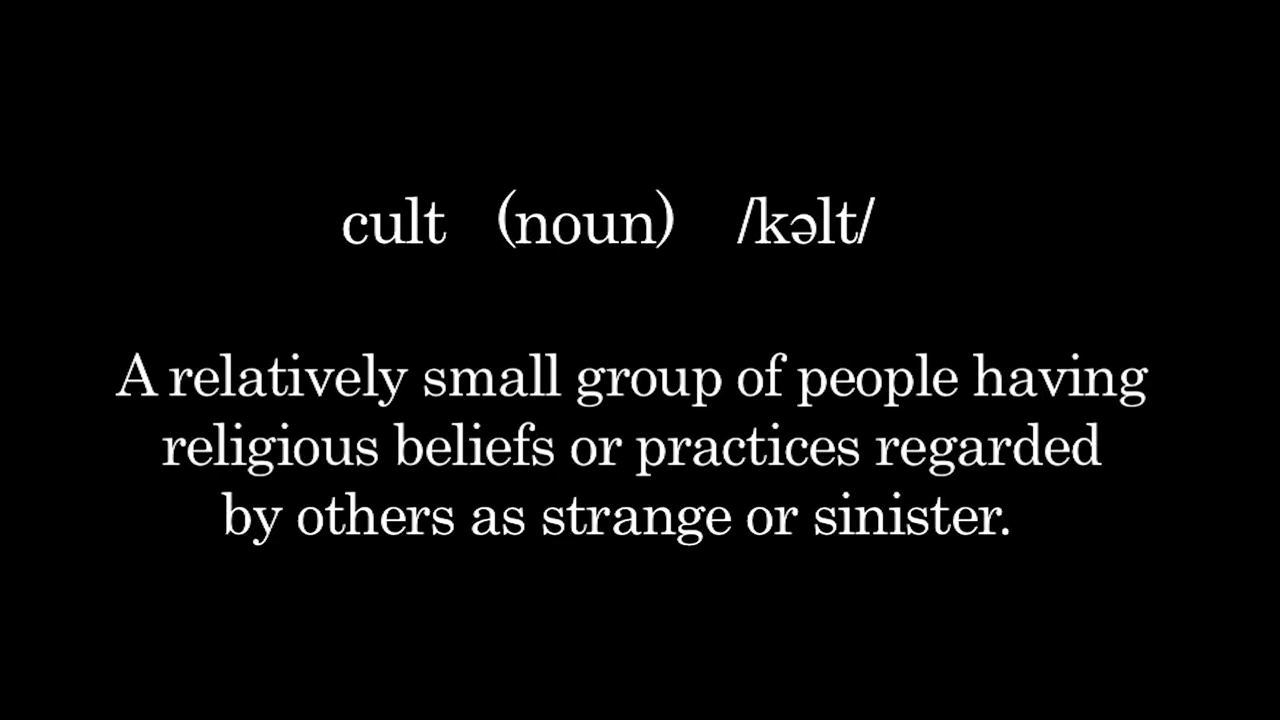 cult (noun) /kəlt/
A relatively small group of people having
religious beliefs or practices regarded
by others as strange or sinister.